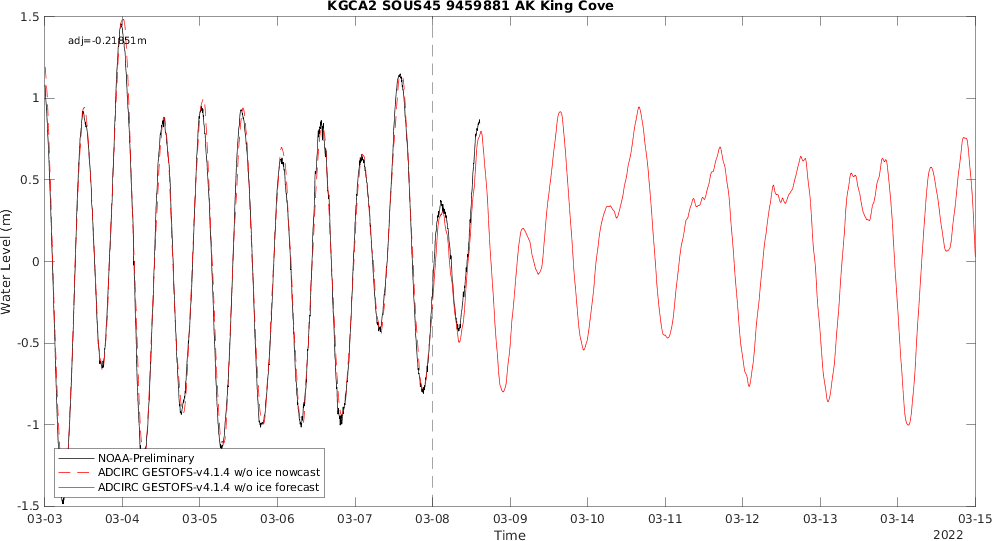 KGCA2 SOUS45 9459881 AK King Cove
adj=-0.21851m
Water Level (m)
1.5
1
0.5
0
-0.5
-1
-1.5
NOAA-Preliminary
ADCIRC GESTOFS-v4.1.4 w/o ice nowcast
ADCIRC GESTOFS-v4.1.4 w/o ice forecast
03-03 03-04 03-05 03-06 03-07 03-08 03-09 03-10 03-11 03-12 03-13 03-14 03-15
Time
2022